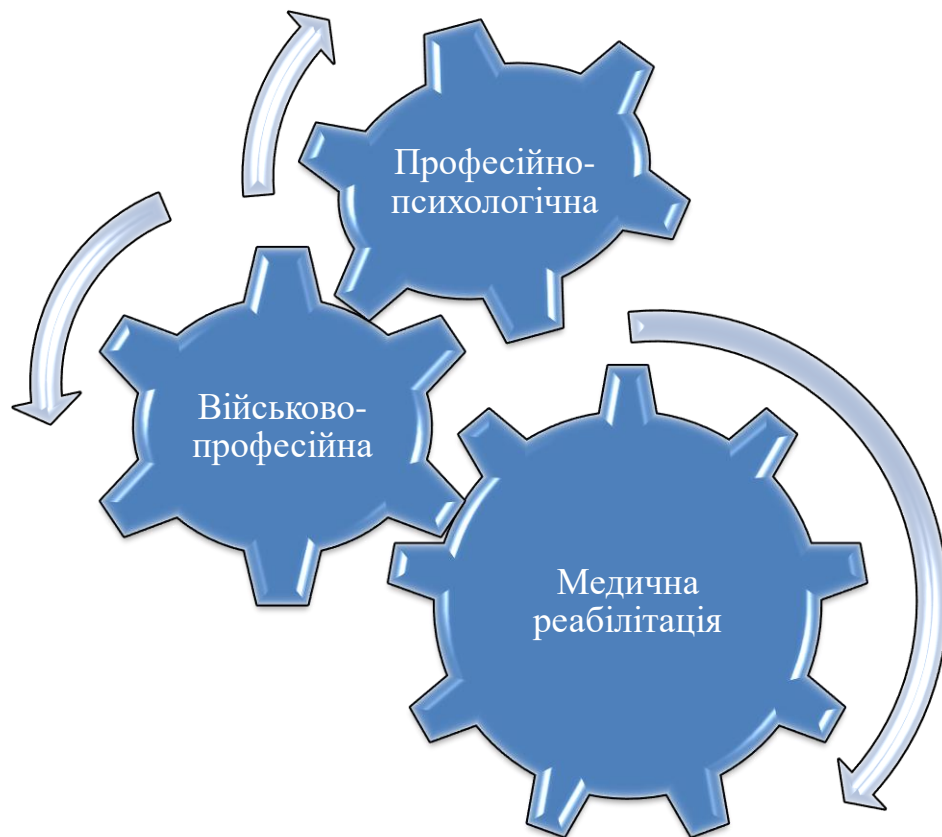 Професійно-
психологічна
Військово-
професійна
Медична
реабілітація